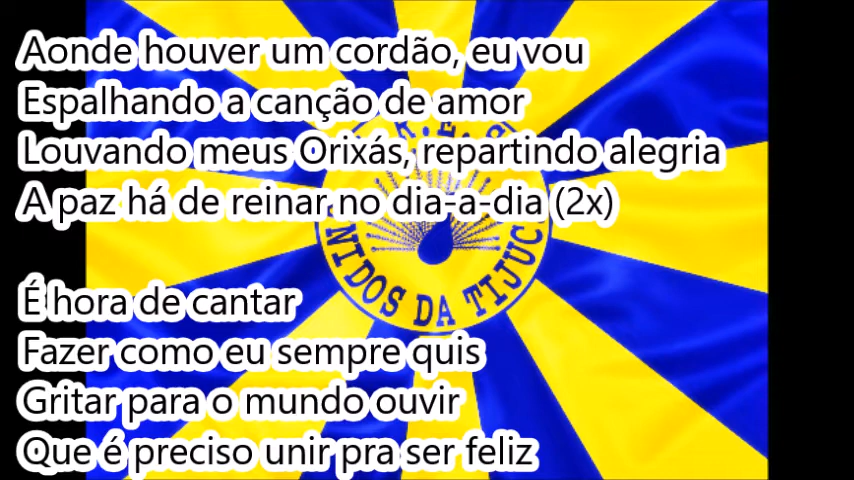 Aonde houver um cordão, eu vou
Espalhando a canção de amor
Louvando meus Orixás, repartindo alegria
A paz há de reinar no dia-a-dia (2x)
É hora de cantar
Fazer como eu sempre quis
Gritar para o mundo ouvir
Que é preciso unir pra ser feliz
NIDOS DA TIJUC